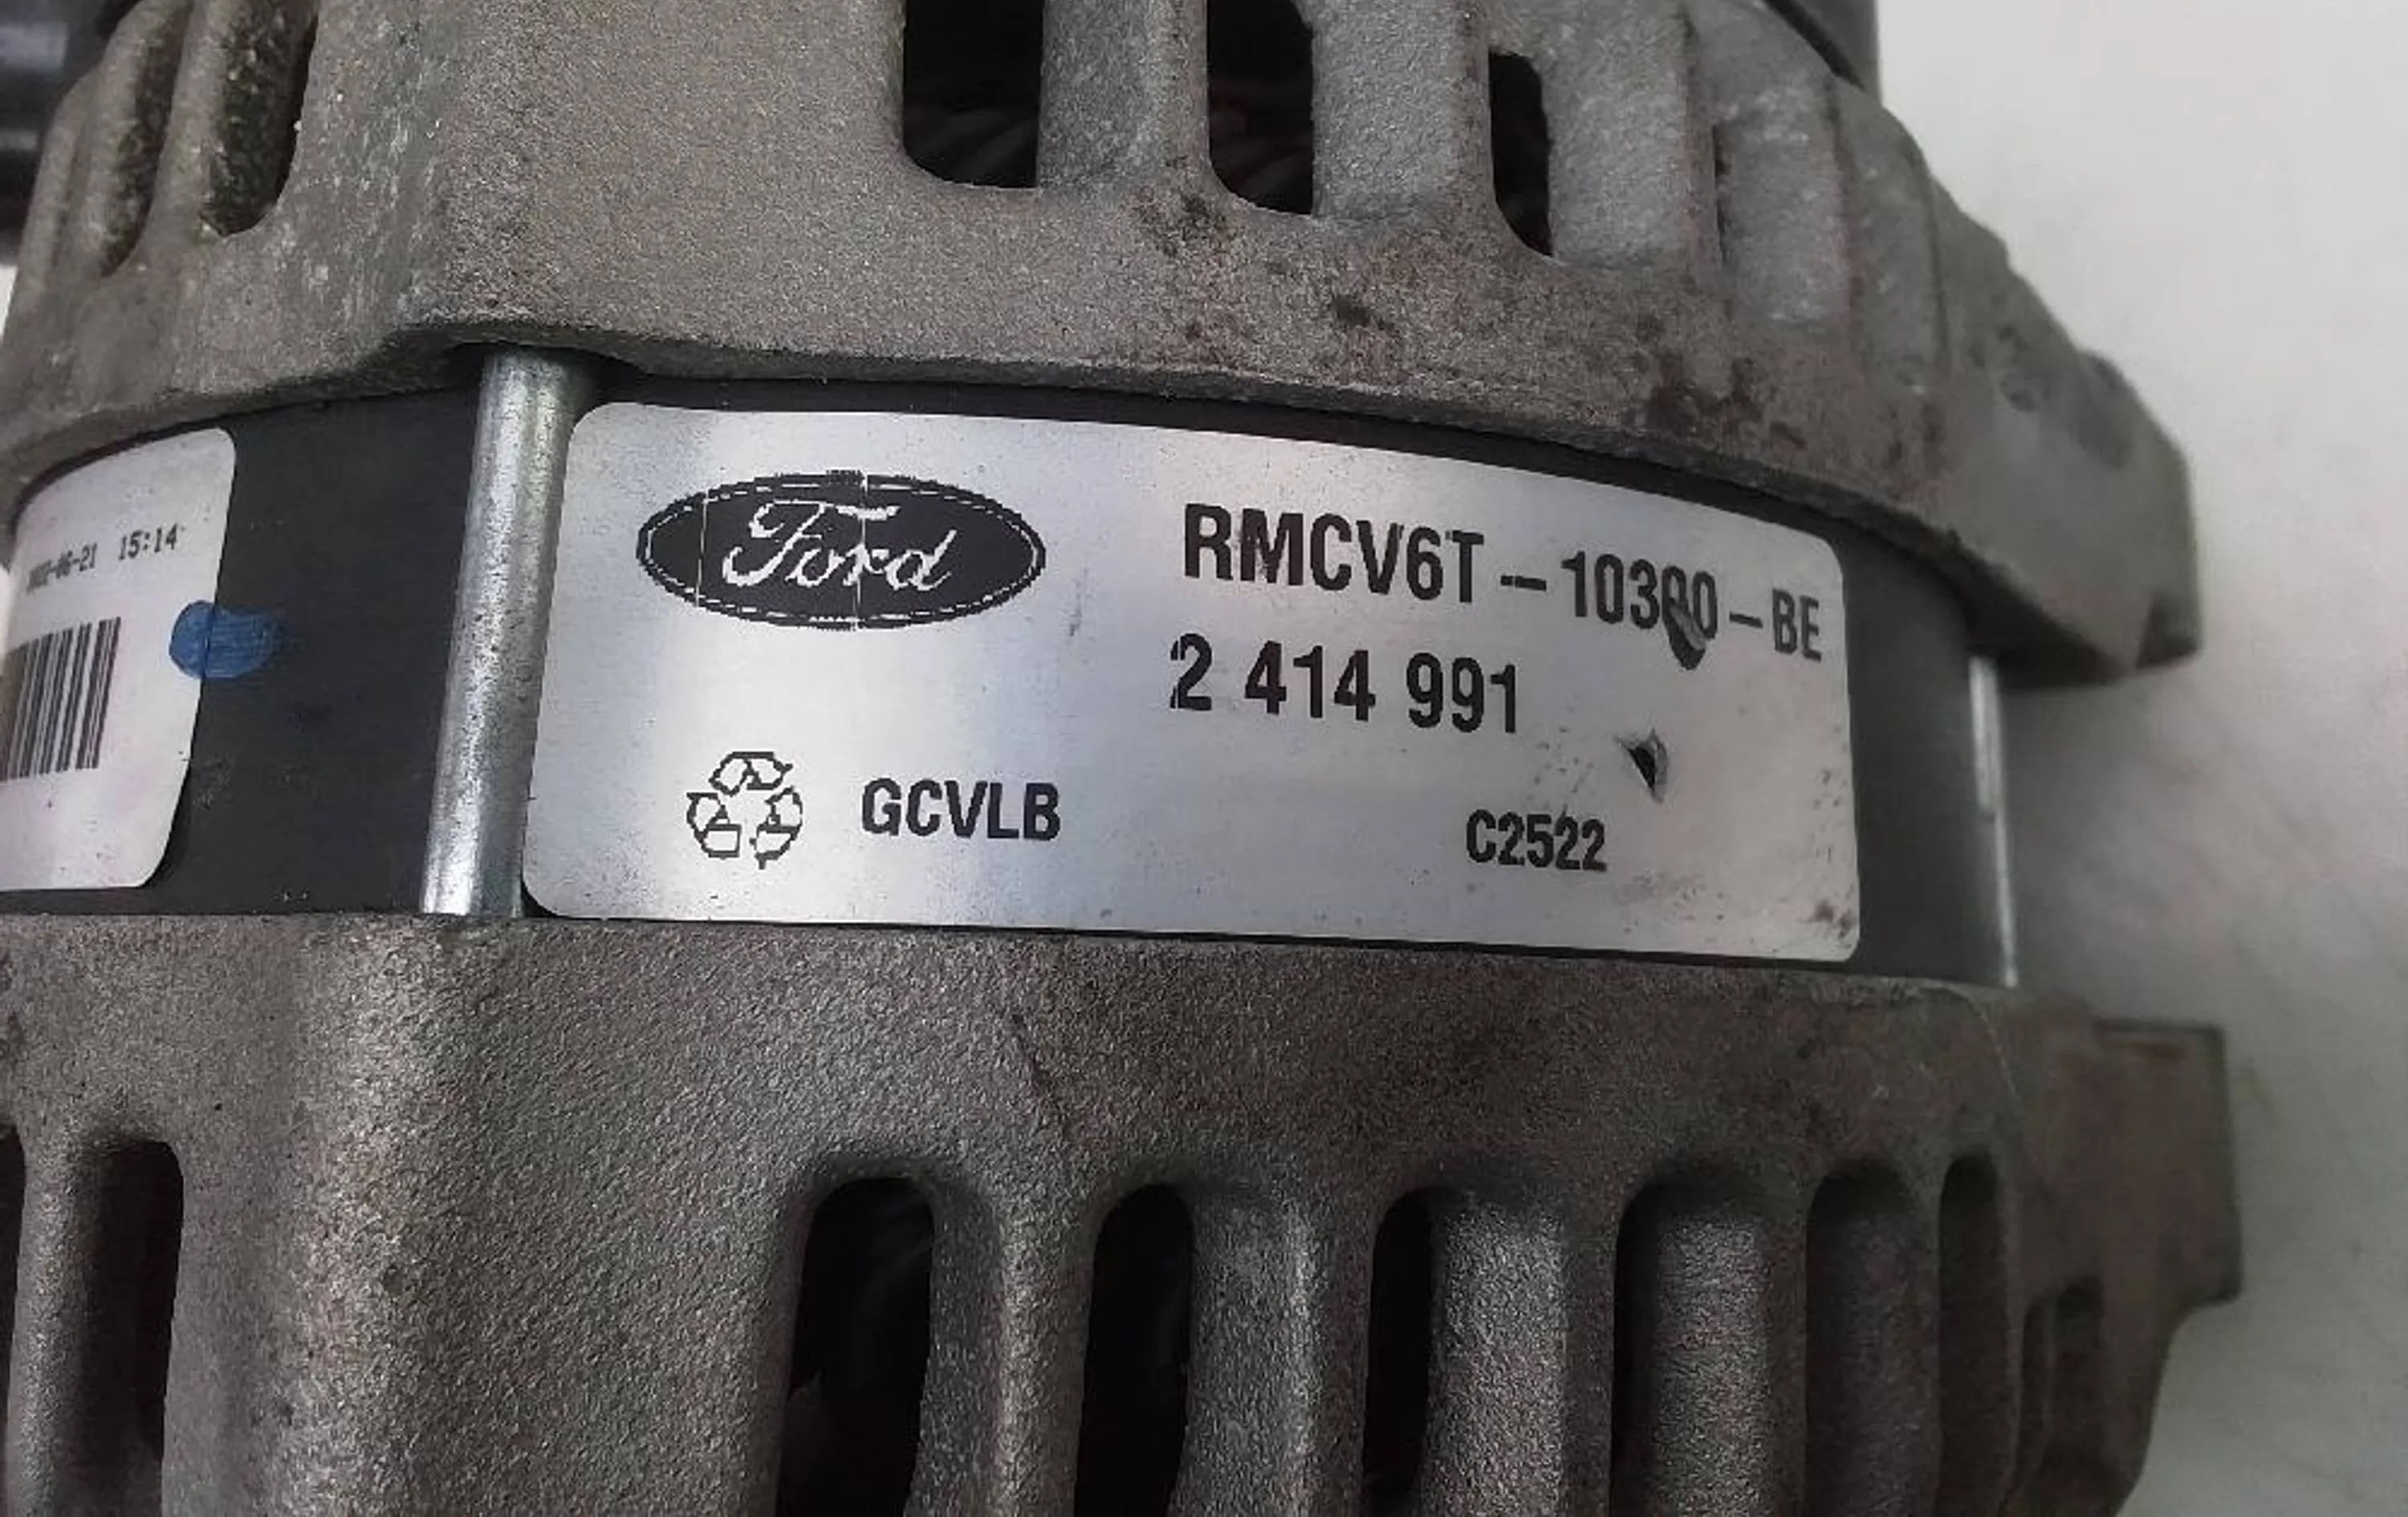 15:14
Ford
RMCV6T-10300-BE
2 414 991
GCVLB
C2522